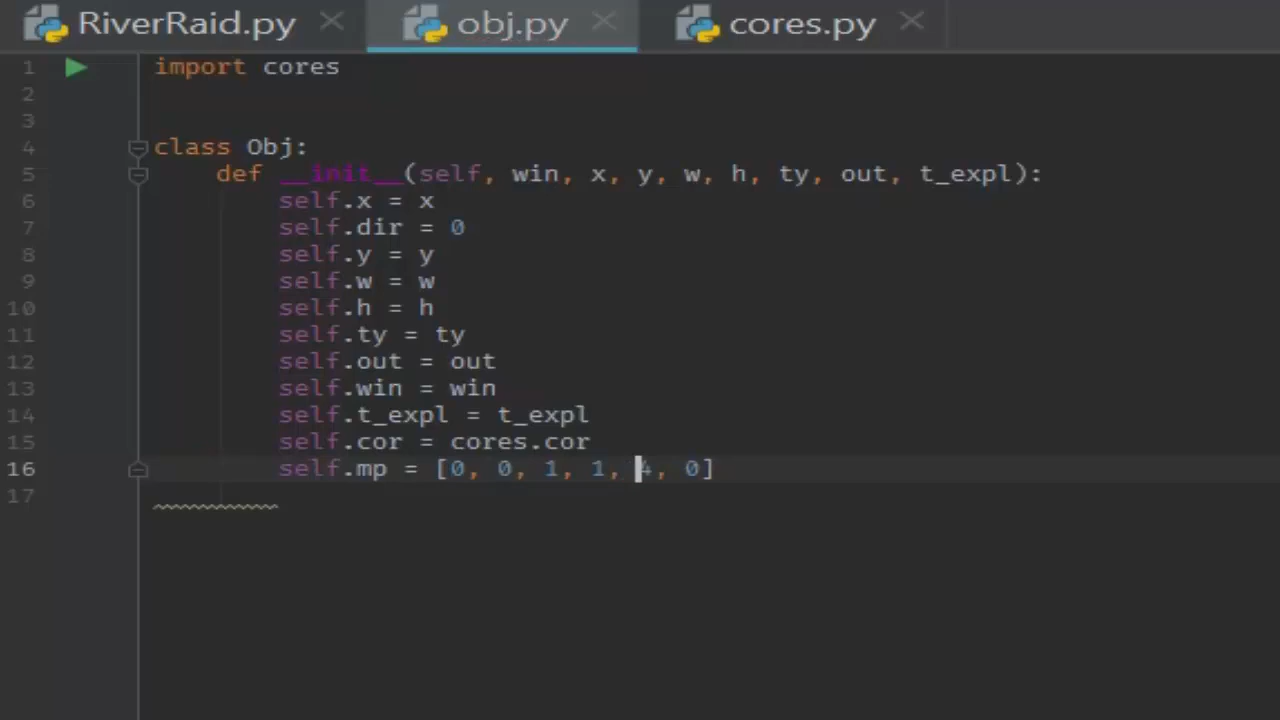 RiverRaid.py obj.py cores.py
1 import cores
2
3
4 class Obj:
5 def __init__(self, win, x, y, w, h, ty, out, t_expl):
6 self.x = x
7 self.dir = 0
8 self.y = y
9 self.w = w
10 self.h = h
11 self.ty = ty
12 self.out = out
13 self.win = win
14 self.t_expl = t_expl
15 self.cor = cores.cor
16 self.mp = [0, 0, 1, 1, 4, 0]
17